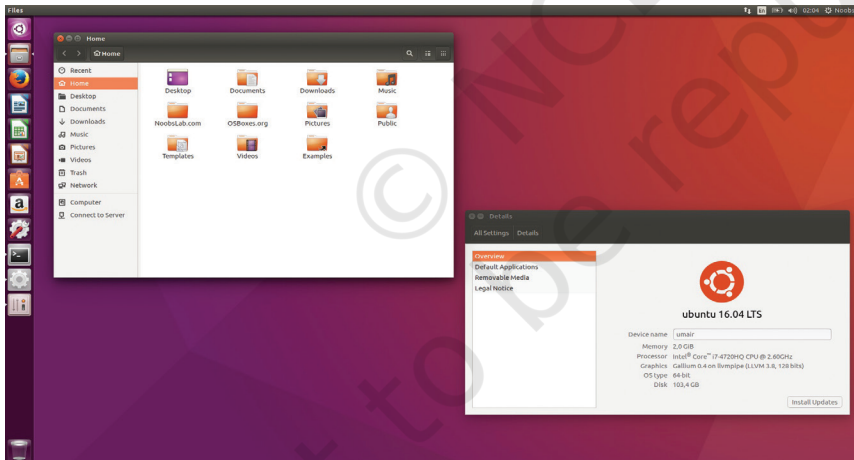 Files
En
02:04
Noobs
Home
Home
Recent
Home
Desktop
Documents
Downloads
Music
Pictures
Videos
Trash
Network
Computer
Connect to Server
Desktop
Documents
Downloads
Music
NoobsLab.com
OSBoxes.org
Pictures
Public
Templates
Videos
Examples
Details
All Settings
Details
Overview
Default Applications
Removable Media
Legal Notice
ubuntu 16.04 LTS
Device name umair
Memory 2,0 GiB
Processor Intel® Core™ i7-4720HQ CPU @ 2.60GHz
Graphics Gallium 0.4 on llvmpipe (LLVM 3.8, 128 bits)
OS type 64-bit
Disk 103,4 GB
Install Updates
© NCE
to be repu